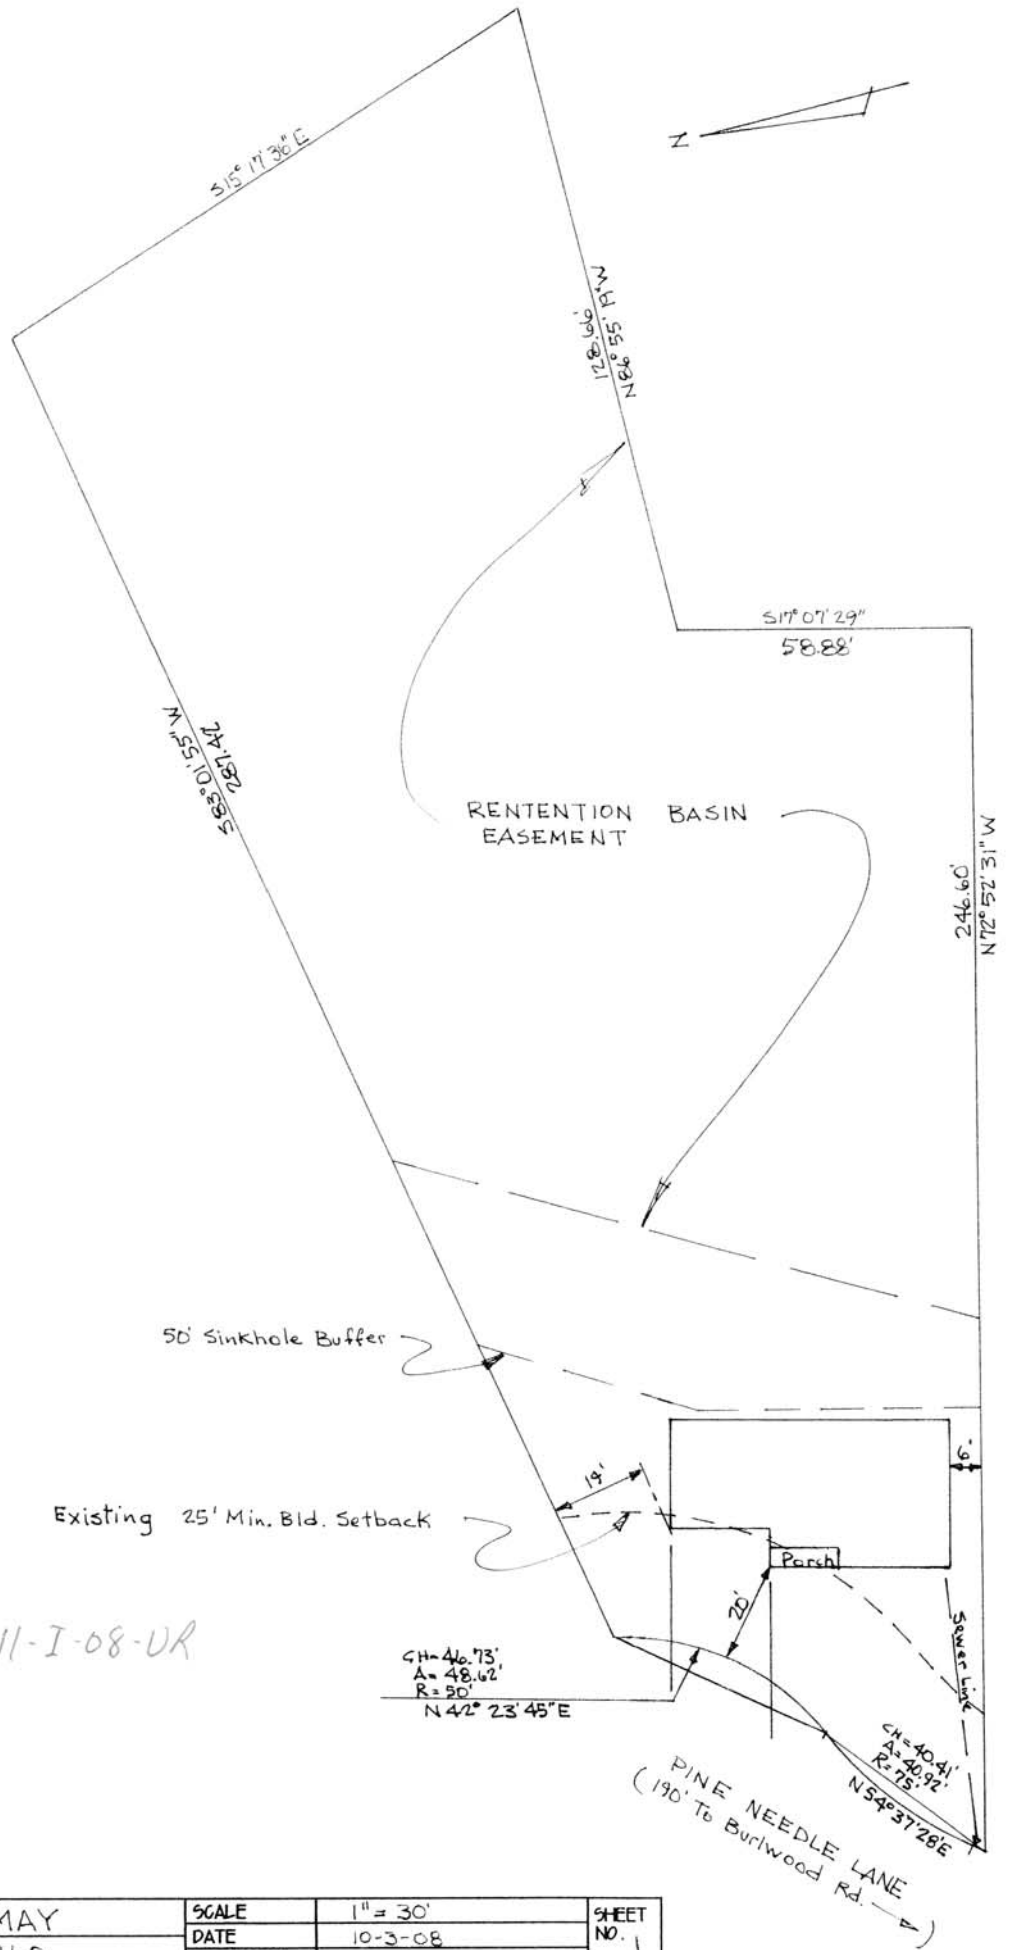 S15° 17' 36" E
N
128.66'
N86° 55' 19" W
S17° 07' 29"
58.88'
S83° 01' 55" W
287.42
RENTENTION BASIN
EASEMENT
246.60'
N72° 52' 31" W
50' Sinkhole Buffer
14'
6'
Existing 25' Min. Bld. Setback
Porch
20'
Sewer Line
11-I-08-UR
CH=46.73'
A=48.62'
R=50'
N42° 23' 45" E
CH=40.41'
A=40.92'
R=75'
N54° 37' 28" E
PINE NEEDLE LANE
(190' To Burlwood Rd. )
MAY
SCALE
1" = 30'
SHEET
NO. 1
DATE
10-3-08